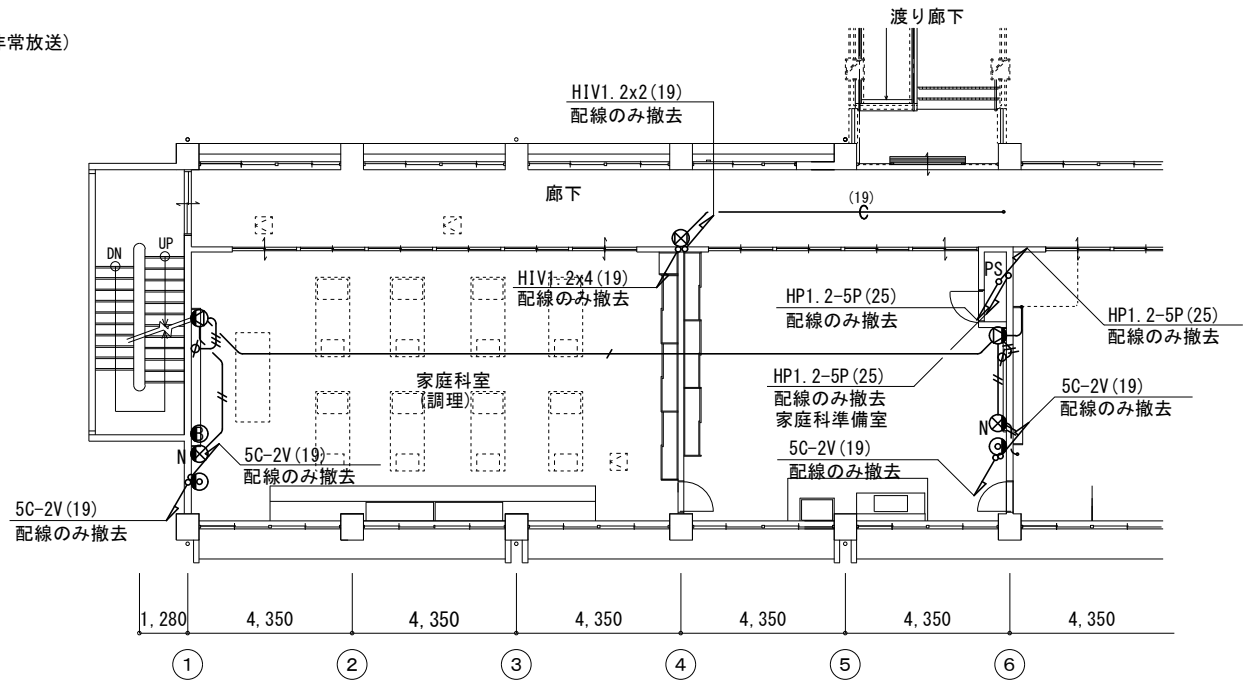 非常放送)
渡り廊下
HIV1.2x2(19)
配線のみ撤去
廊下
(19)
C
DN
UP
HIV1.2x4(19)
配線のみ撤去
PS
HP1.2-5P(25)
配線のみ撤去
HP1.2-5P(25)
配線のみ撤去
家庭科室
(調理)
HP1.2-5P(25)
配線のみ撤去
家庭科準備室
5C-2V(19)
配線のみ撤去
B
N
N
5C-2V(19)
配線のみ撤去
5C-2V(19)
配線のみ撤去
5C-2V(19)
配線のみ撤去
1,280
4,350
4,350
4,350
4,350
4,350
4,350
1
2
3
4
5
6